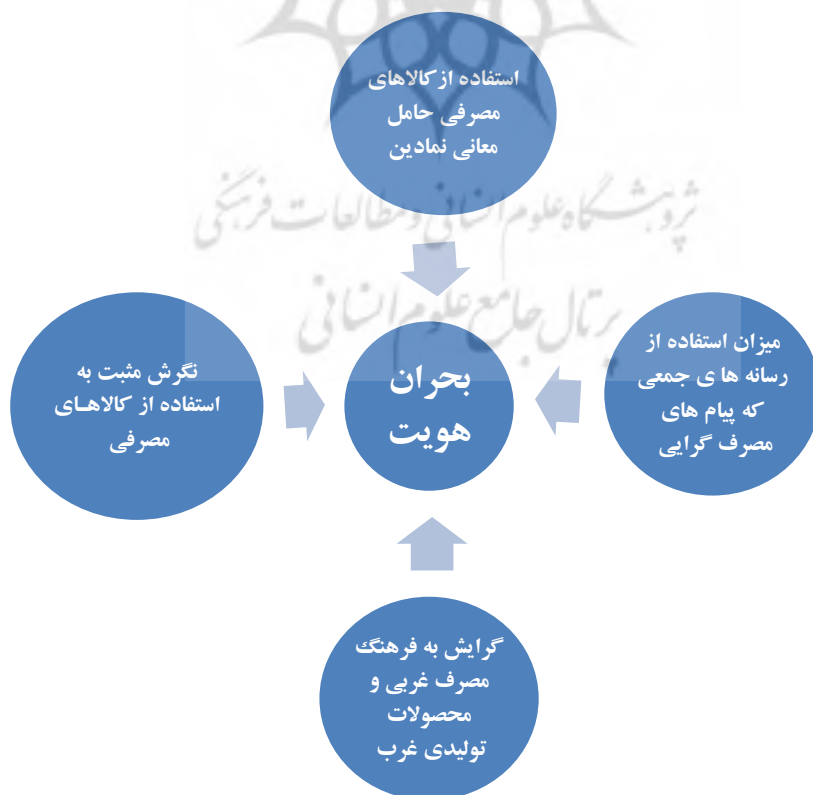 استفاده از کالاهای
مصرفی حامل
معانی نمادین
پژوهشگاه علوم انسانی و مطالعات فرهنگی
پرتال جامع علوم انسانی
میزان استفاده از
رسانه ها ی جمعی
که پیام های
مصرف گرایی
بحران
هویت
نگرش مثبت به
استفاده از کالاهـای
مصرفی
گرایش به فرهنگ
مصرف غربی و
محصولات
تولیدی غرب